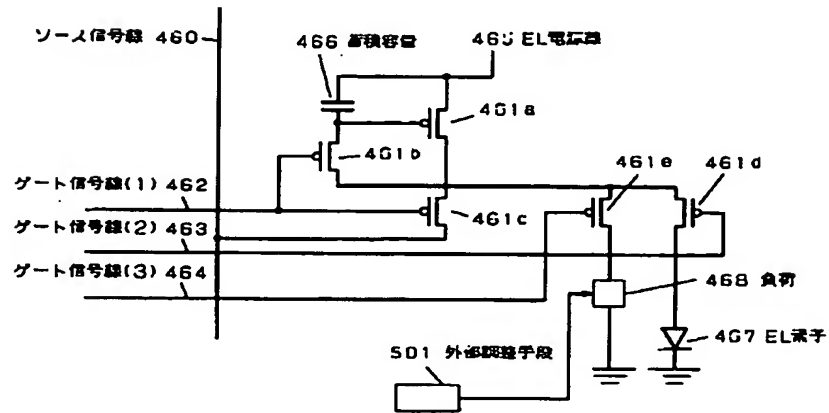 ソース信号線 460
466 蓄積容量
465 EL電源線
461a
461b
461e
461d
ゲート信号線(1) 462
461c
ゲート信号線(2) 463
ゲート信号線(3) 464
468 負荷
467 EL素子
501 外部調整手段